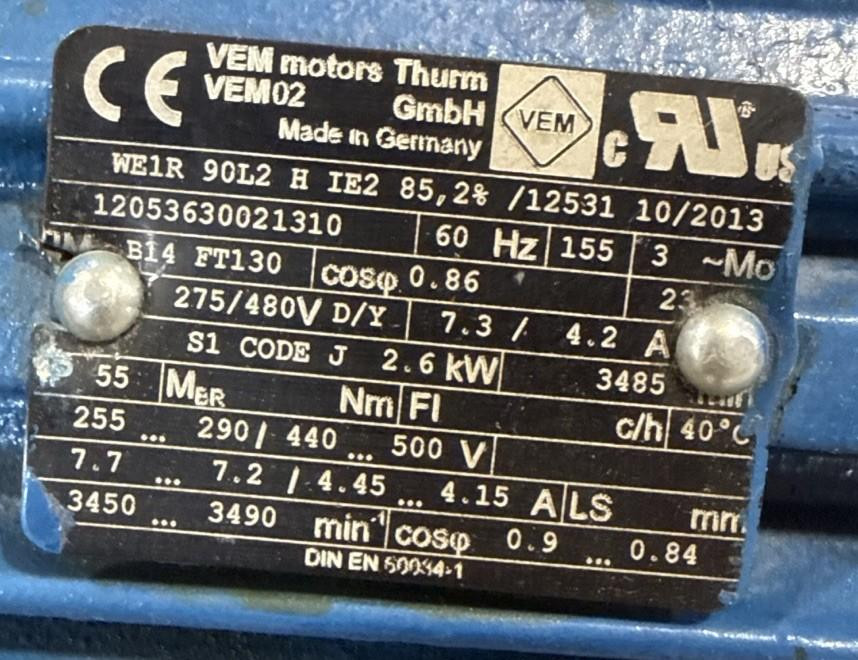 CE VEM motors Thurm
VEM02 GmbH
Made in Germany
VEM
c RU ® US
WE1R 90L2 H IE2 85,2% /12531 10/2013
12053630021310 60 Hz 155 3 ~Mo
B14 FT130 cosφ 0.86
275/480V D/Y 7.3 / 4.2 A
S1 CODE J 2.6 kW 3485 min
55 MBR Nm FI c/h 40°C
255 ... 290/ 440 ... 500 V
7.7 ... 7.2 / 4.45 ... 4.15 A LS mm
3450 ... 3490 min-1 cosφ 0.9 ... 0.84
DIN EN 60034-1